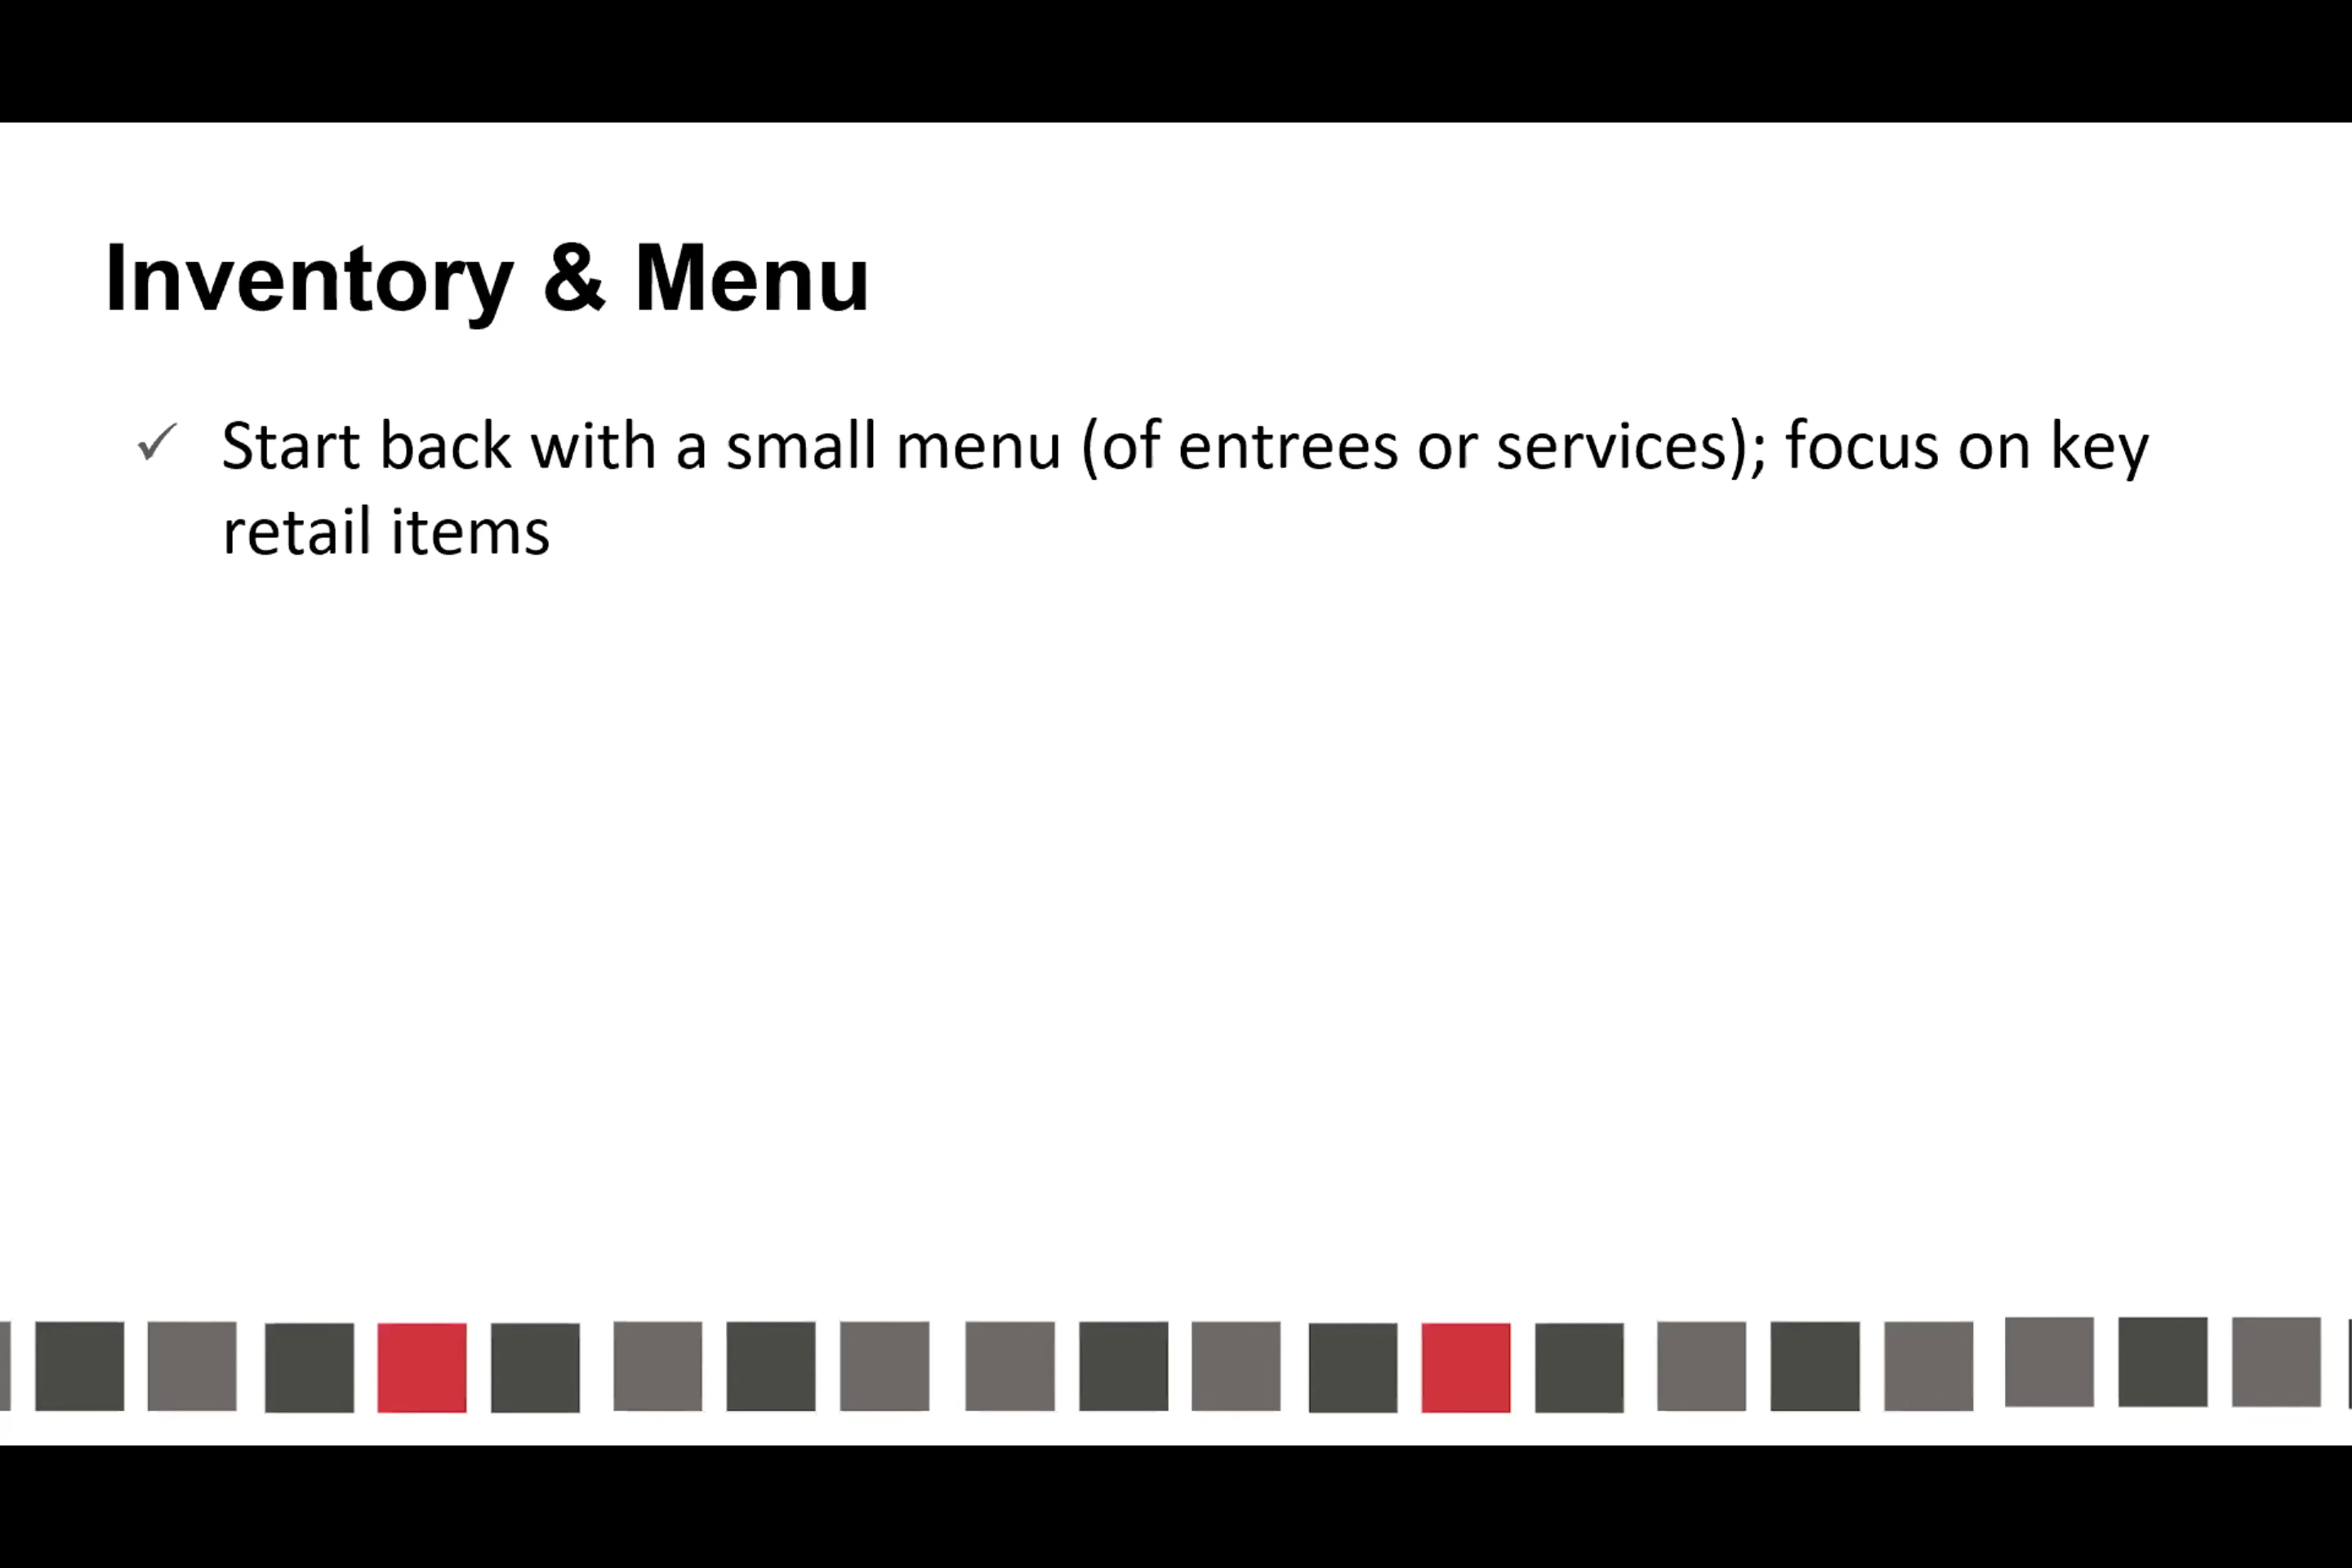 Inventory & Menu
✓ Start back with a small menu (of entrees or services); focus on key
retail items